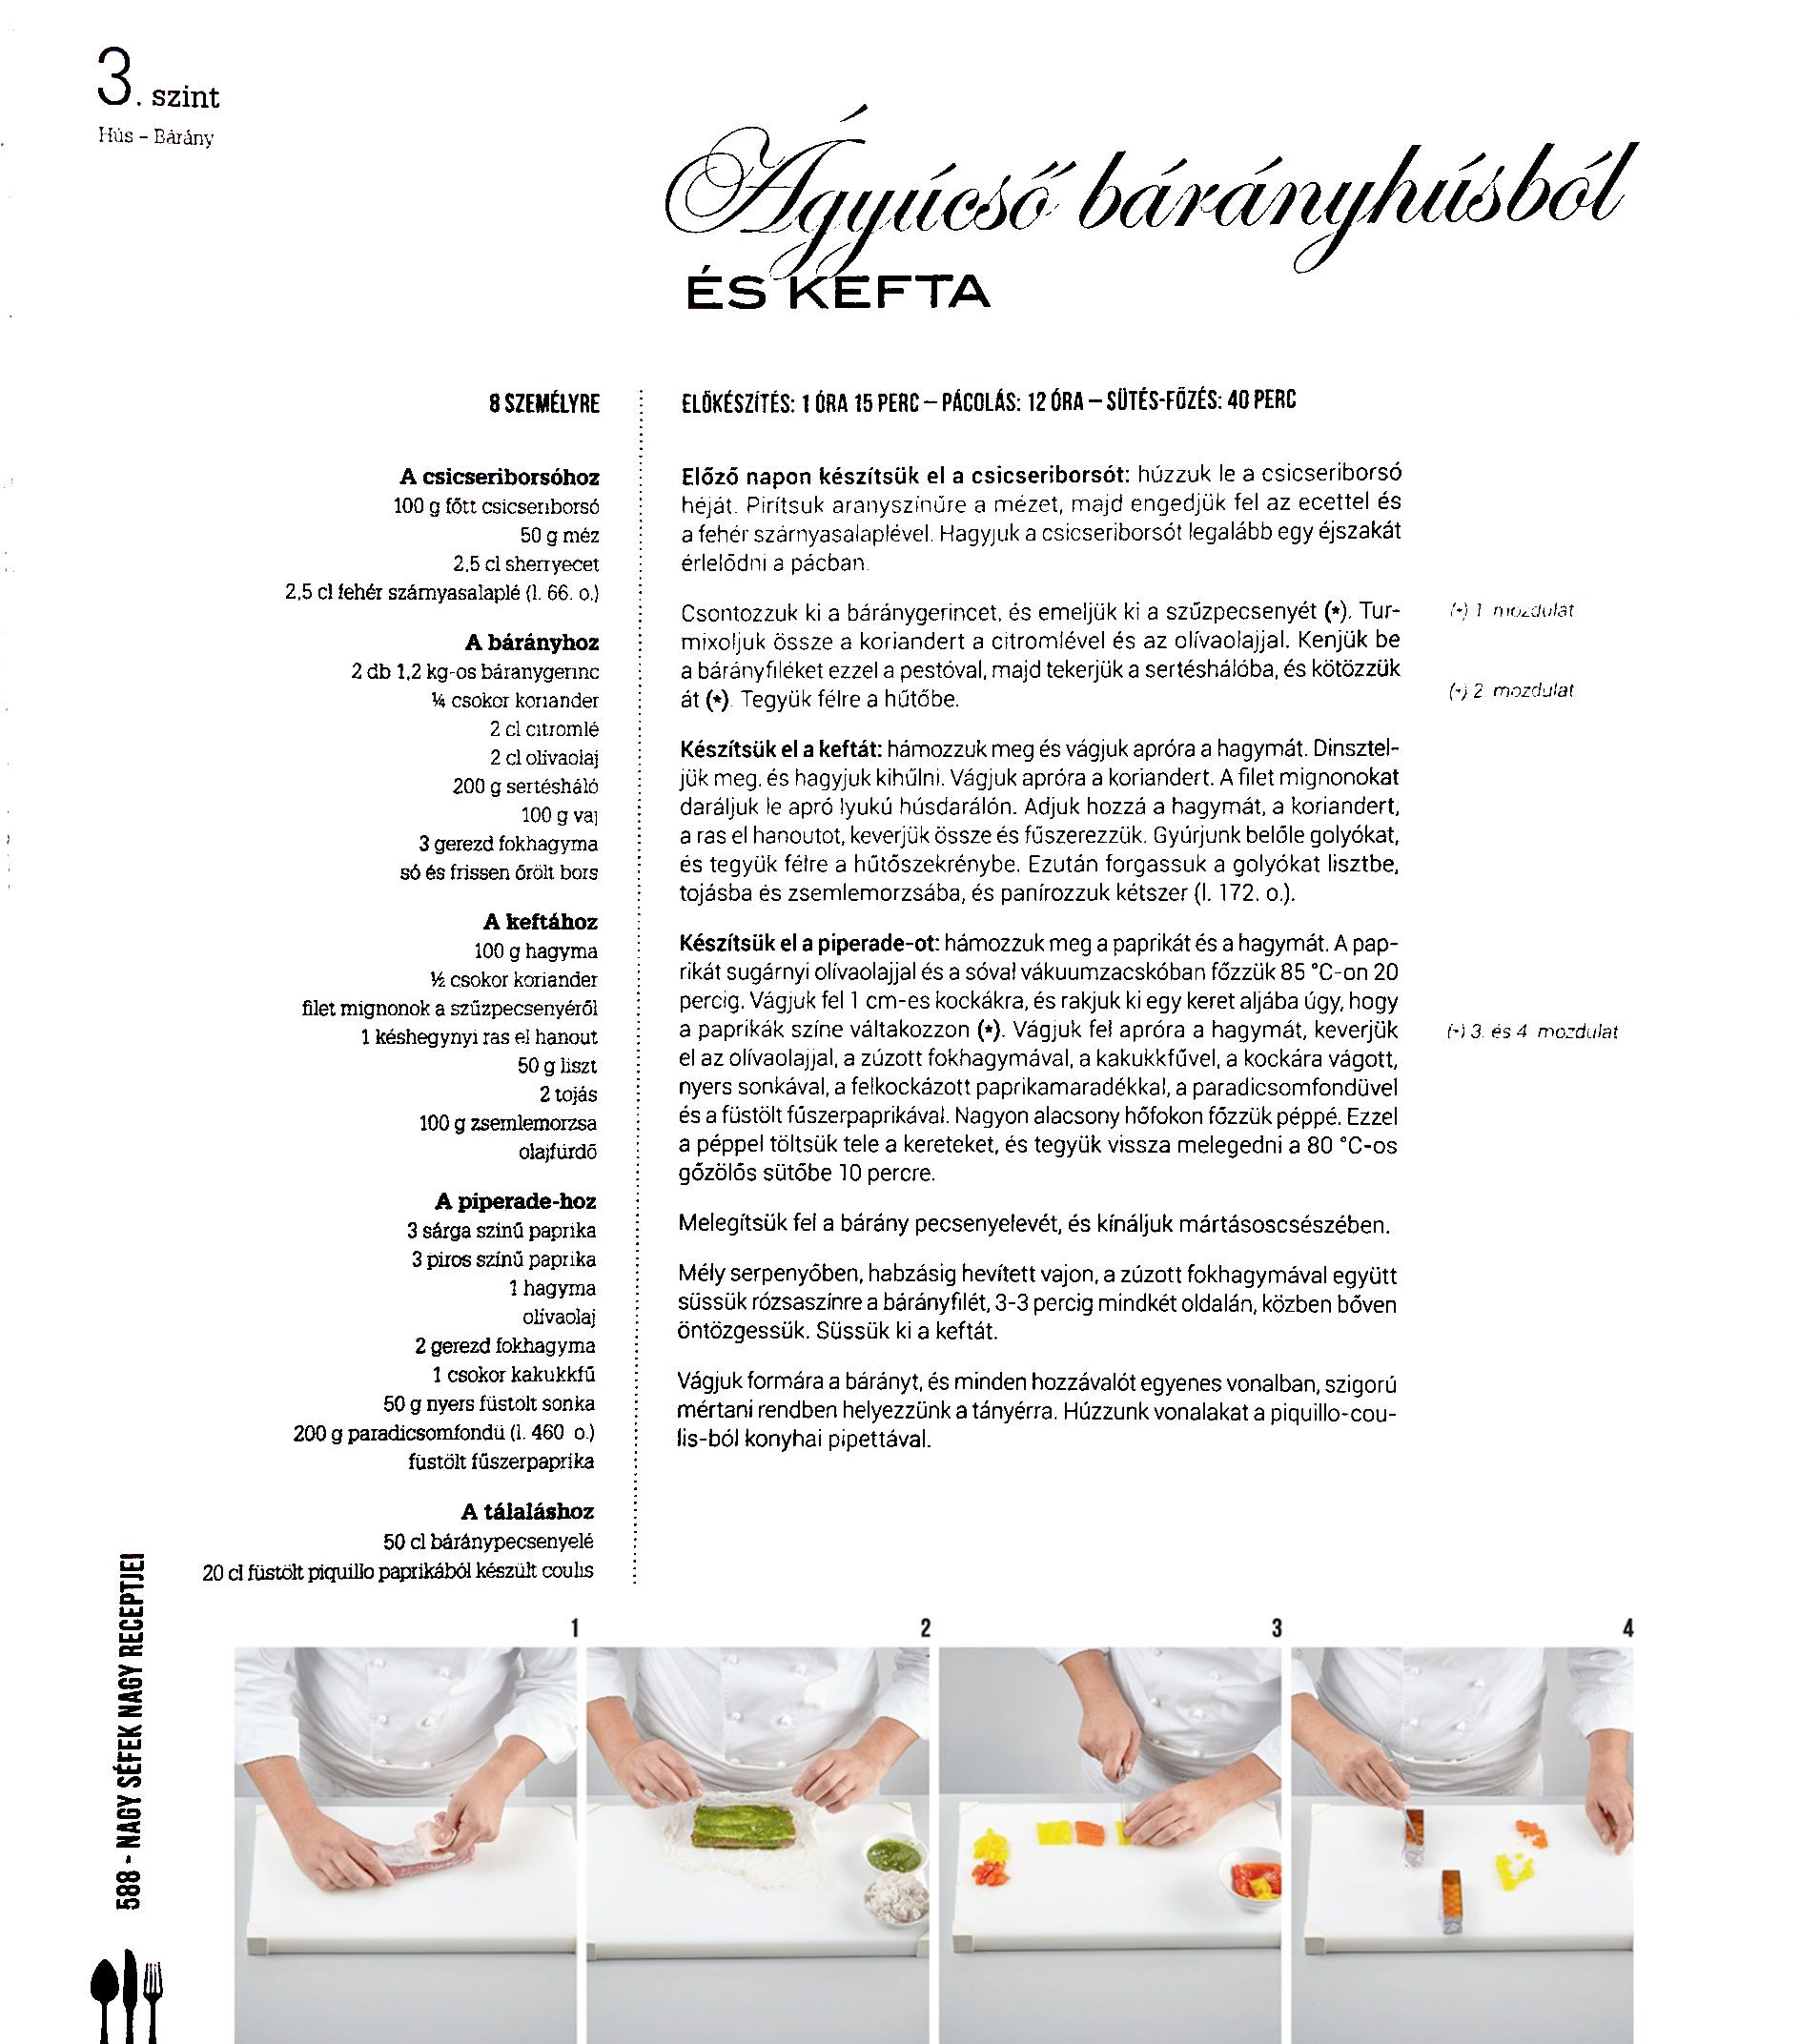 3. szint
Hús – Bárány
Ágyúcső bárányhúsból
ÉS KEFTA
8 SZEMÉLYRE
A csicseriborsóhoz
100 g főtt csicseriborsó
50 g méz
2,5 cl sherryecet
2,5 cl fehér szárnyasalaplé (l. 66. o.)
A bárányhoz
2 db 1,2 kg-os báranygerinc
¼ csokor koriander
2 cl citromlé
2 cl olívaolaj
200 g sertésháló
100 g vaj
3 gerezd fokhagyma
só és frissen őrölt bors
A keftához
100 g hagyma
½ csokor koriander
filet mignonok a szűzpecsenyéről
1 késhegynyi ras el hanout
50 g liszt
2 tojás
100 g zsemlemorzsa
olajfürdő
A piperade-hoz
3 sárga színű paprika
3 piros színű paprika
1 hagyma
olívaolaj
2 gerezd fokhagyma
1 csokor kakukkfű
50 g nyers füstölt sonka
200 g paradicsomfondü (l. 460 o.)
füstölt fűszerpaprika
A tálaláshoz
50 cl báránypecsenyelé
20 cl füstölt piquillo paprikából készült coulis
ELŐKÉSZÍTÉS: 1 ÓRA 15 PERC – PÁCOLÁS: 12 ÓRA – SÜTÉS-FŐZÉS: 40 PERC
Előző napon készítsük el a csicseriborsót: húzzuk le a csicseriborsó
héját. Pirítsuk aranyszínűre a mézet, majd engedjük fel az ecettel és
a fehér szárnyasalaplével. Hagyjuk a csicseriborsót legalább egy éjszakát
érlelődni a pácban.
Csontozzuk ki a báránygerincet, és emeljük ki a szűzpecsenyét (*). Tur-
mixoljuk össze a koriandert a citromlével és az olívaolajjal. Kenjük be
a bárányfiléket ezzel a pestóval, majd tekerjük a sertéshálóba, és kötözzük
át (*). Tegyük félre a hűtőbe.
(*) 1 mozdulat
(*) 2 mozdulat
Készítsük el a keftát: hámozzuk meg és vágjuk apróra a hagymát. Dinsztel-
jük meg, és hagyjuk kihűlni. Vágjuk apróra a koriandert. A filet mignonokat
daráljuk le apró lyukú húsdarálón. Adjuk hozzá a hagymát, a koriandert,
a ras el hanoutot, keverjük össze és fűszerezzük. Gyúrjunk belőle golyókat,
és tegyük félre a hűtőszekrénybe. Ezután forgassuk a golyókat lisztbe,
tojásba és zsemlemorzsába, és panírozzuk kétszer (l. 172. o.).
Készítsük el a piperade-ot: hámozzuk meg a paprikát és a hagymát. A pap-
rikát sugárnyi olívaolajjal és a sóval vákuumzacskóban főzzük 85 °C-on 20
percig. Vágjuk fel 1 cm-es kockákra, és rakjuk ki egy keret aljába úgy, hogy
a paprikák színe váltakozzon (*). Vágjuk fel apróra a hagymát, keverjük
el az olívaolajjal, a zúzott fokhagymával, a kakukkfűvel, a kockára vágott,
nyers sonkával, a felkockázott paprikamaradékkal, a paradicsomfondüvel
és a füstölt fűszerpaprikával. Nagyon alacsony hőfokon főzzük péppé. Ezzel
a péppel töltsük tele a kereteket, és tegyük vissza melegedni a 80 °C-os
gőzölős sütőbe 10 percre.
(*) 3. és 4 mozdulat
Melegítsük fel a bárány pecsenyelevét, és kínáljuk mártásoscsészében.
Mély serpenyőben, habzásig hevített vajon, a zúzott fokhagymával együtt
süssük rózsaszínre a bárányfilét, 3-3 percig mindkét oldalán, közben bőven
öntözgessük. Süssük ki a keftát.
Vágjuk formára a bárányt, és minden hozzávalót egyenes vonalban, szigorú
mértani rendben helyezzünk a tányérra. Húzzunk vonalakat a piquillo-cou-
lis-ból konyhai pipettával.
1
2
3
4
588 - NAGY SÉFEK NAGY RECEPTJEI